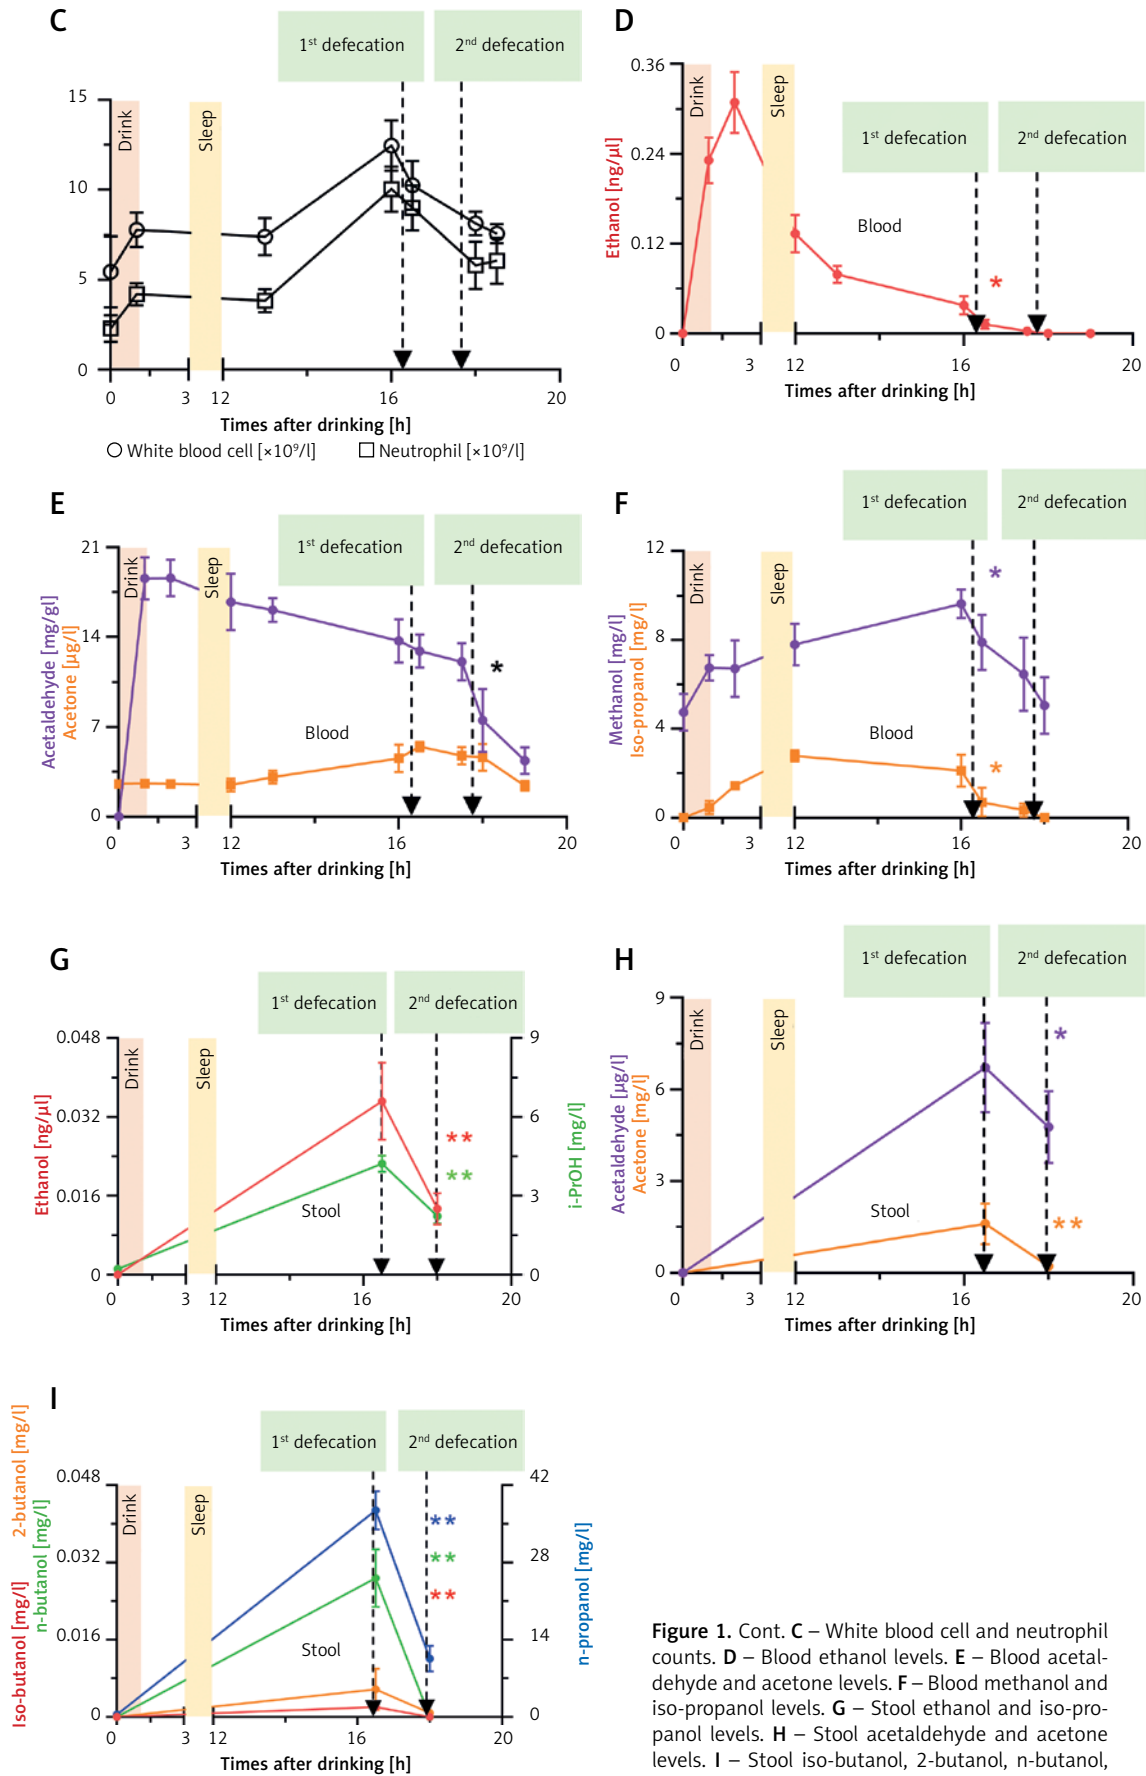 C
1st defecation
2nd defecation
15
10
5
0
Drink
Sleep
0 3 12 16 20
Times after drinking [h]
White blood cell [×10⁹/l] Neutrophil [×10⁹/l]
D
1st defecation
2nd defecation
Ethanol [ng/µl]
0.36
0.24
0.12
0
Drink
Sleep
Blood
*
0 3 12 16 20
Times after drinking [h]
E
1st defecation
2nd defecation
Acetaldehyde [mg/gl]
Acetone [µg/l]
21
14
7
0
Drink
Sleep
Blood
*
0 3 12 16 20
Times after drinking [h]
F
1st defecation
2nd defecation
Methanol [mg/l]
Iso-propanol [mg/l]
12
8
4
0
Drink
Sleep
Blood
*
*
0 3 12 16 20
Times after drinking [h]
G
1st defecation
2nd defecation
Ethanol [ng/µl]
0.048
0.032
0.016
0
Drink
Sleep
Stool
**
**
9
6
3
0
i-PrOH [mg/l]
0 3 12 16 20
Times after drinking [h]
H
1st defecation
2nd defecation
Acetaldehyde [µg/l]
Acetone [mg/l]
9
6
3
0
Drink
Sleep
Stool
*
**
0 3 12 16 20
Times after drinking [h]
I
1st defecation
2nd defecation
Iso-butanol [mg/l] 2-butanol [mg/l]
n-butanol [mg/l]
0.048
0.032
0.016
0
Drink
Sleep
Stool
**
**
**
42
28
14
0
n-propanol [mg/l]
0 3 12 16 20
Times after drinking [h]
Figure 1. Cont. C – White blood cell and neutrophil
counts. D – Blood ethanol levels. E – Blood acetal-
dehyde and acetone levels. F – Blood methanol and
iso-propanol levels. G – Stool ethanol and iso-pro-
panol levels. H – Stool acetaldehyde and acetone
levels. I – Stool iso-butanol, 2-butanol, n-butanol,